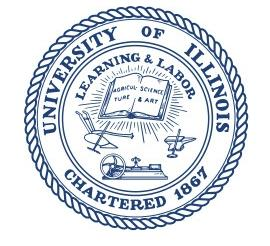 UNIVERSITY OF ILLINOIS
LEARNING & LABOR
AGRICUL- SCIENCE
TURE & ART
CHARTERED 1867